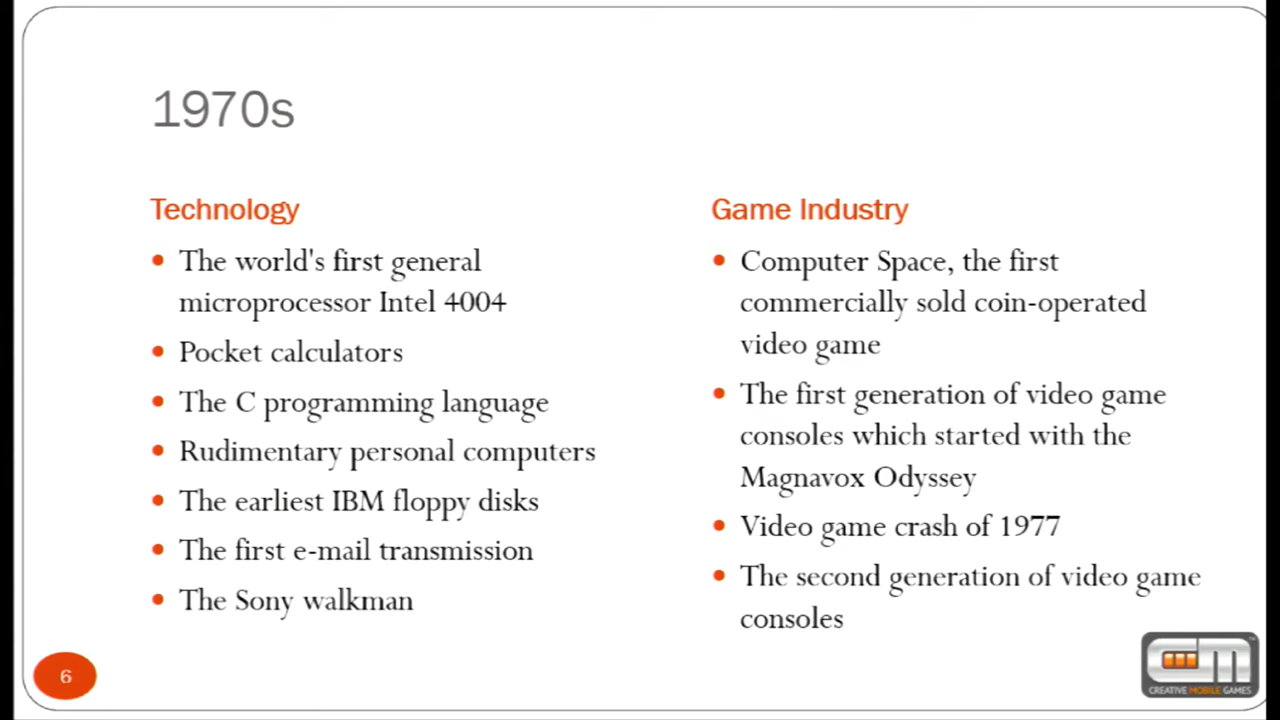 1970s
Technology
The world's first general
microprocessor Intel 4004
Pocket calculators
The C programming language
Rudimentary personal computers
The earliest IBM floppy disks
The first e-mail transmission
The Sony walkman
Game Industry
Computer Space, the first
commercially sold coin-operated
video game
The first generation of video game
consoles which started with the
Magnavox Odyssey
Video game crash of 1977
The second generation of video game
consoles
6
CREATIVE MOBILE GAMES